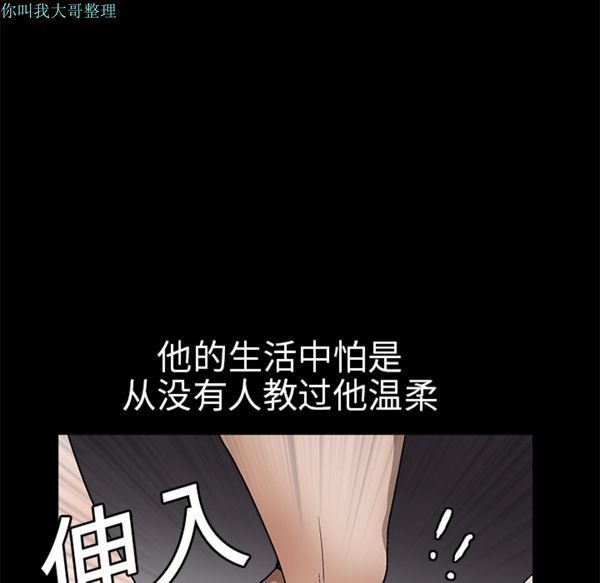 你叫我大哥整理
他的生活中怕是
从没有人教过他温柔
伸入